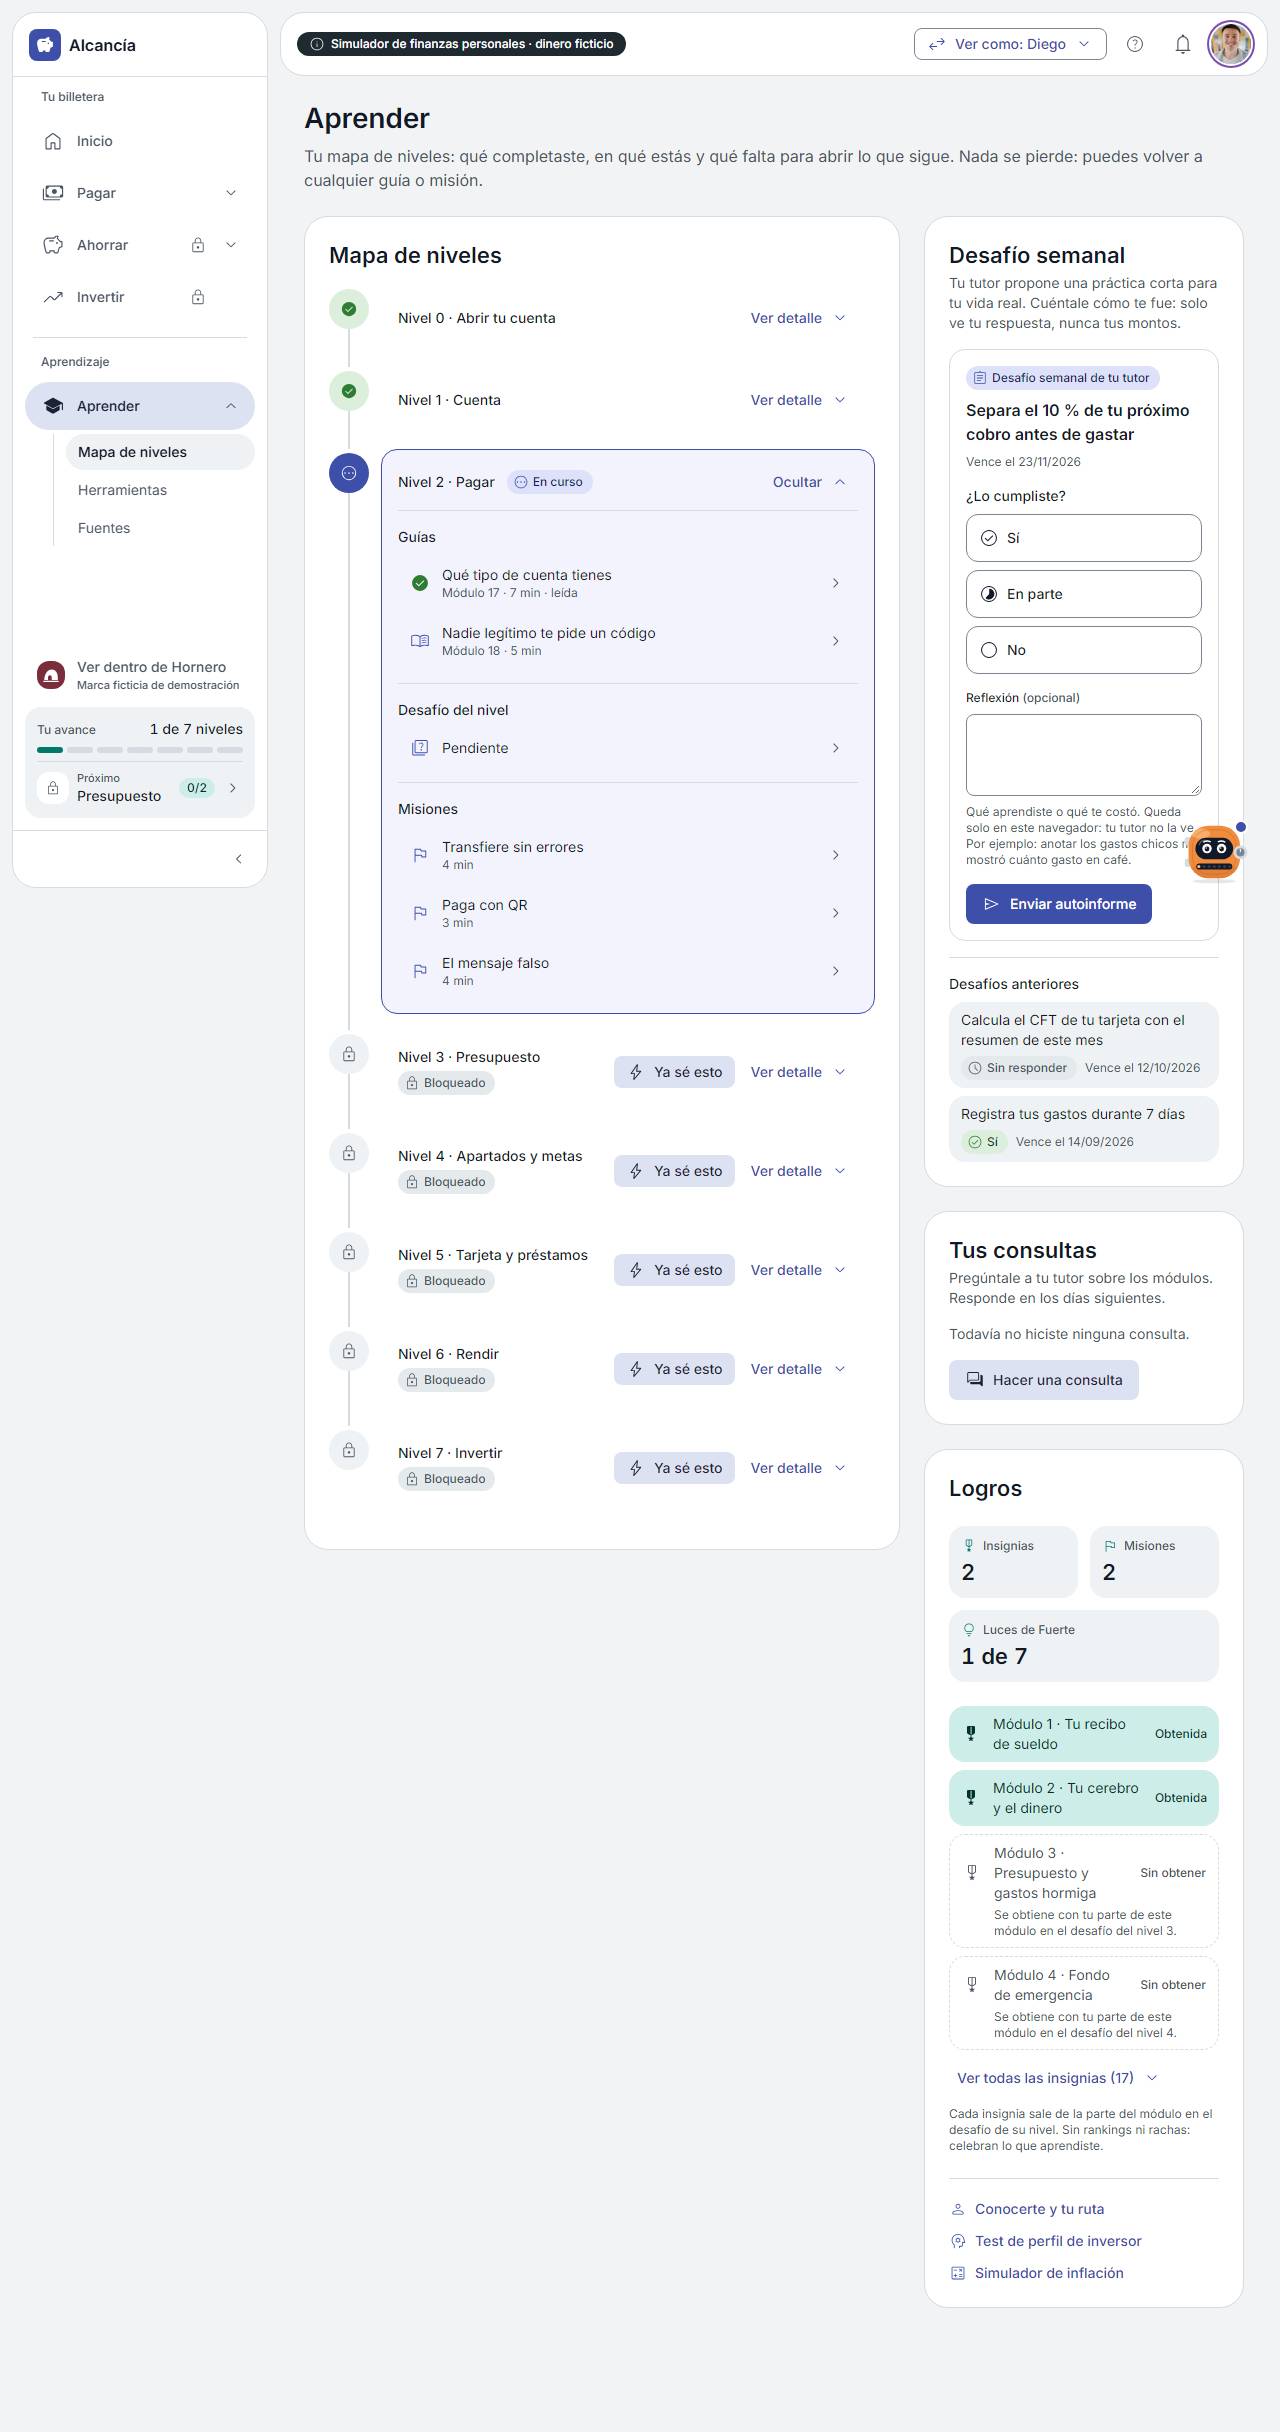 Alcancía
Tu billetera
Inicio
Pagar
Ahorrar
Invertir
Aprendizaje
Aprender
Mapa de niveles
Herramientas
Fuentes
Ver dentro de Hornero
Marca ficticia de demostración
Tu avance 1 de 7 niveles
Próximo
Presupuesto 0/2
Simulador de finanzas personales · dinero ficticio
Ver como: Diego
Aprender
Tu mapa de niveles: qué completaste, en qué estás y qué falta para abrir lo que sigue. Nada se pierde: puedes volver a
cualquier guía o misión.
Mapa de niveles
Nivel 0 · Abrir tu cuenta Ver detalle
Nivel 1 · Cuenta Ver detalle
Nivel 2 · Pagar En curso Ocultar
Guías
Qué tipo de cuenta tienes
Módulo 17 · 7 min · leída
Nadie legítimo te pide un código
Módulo 18 · 5 min
Desafío del nivel
Pendiente
Misiones
Transfiere sin errores
4 min
Paga con QR
3 min
El mensaje falso
4 min
Nivel 3 · Presupuesto
Bloqueado
Ya sé esto Ver detalle
Nivel 4 · Apartados y metas
Bloqueado
Ya sé esto Ver detalle
Nivel 5 · Tarjeta y préstamos
Bloqueado
Ya sé esto Ver detalle
Nivel 6 · Rendir
Bloqueado
Ya sé esto Ver detalle
Nivel 7 · Invertir
Bloqueado
Ya sé esto Ver detalle
Desafío semanal
Tu tutor propone una práctica corta para
tu vida real. Cuéntale cómo te fue: solo
ve tu respuesta, nunca tus montos.
Desafío semanal de tu tutor
Separa el 10 % de tu próximo
cobro antes de gastar
Vence el 23/11/2026
¿Lo cumpliste?
Sí
En parte
No
Reflexión (opcional)
Qué aprendiste o qué te costó. Queda
solo en este navegador: tu tutor no la ve.
Por ejemplo: anotar los gastos chicos
mostró cuánto gasto en café.
Enviar autoinforme
Desafíos anteriores
Calcula el CFT de tu tarjeta con el
resumen de este mes
Sin responder Vence el 12/10/2026
Registra tus gastos durante 7 días
Sí Vence el 14/09/2026
Tus consultas
Pregúntale a tu tutor sobre los módulos.
Responde en los días siguientes.
Todavía no hiciste ninguna consulta.
Hacer una consulta
Logros
Insignias
2
Misiones
2
Luces de Fuerte
1 de 7
Módulo 1 · Tu recibo
de sueldo
Obtenida
Módulo 2 · Tu cerebro
y el dinero
Obtenida
Módulo 3 ·
Presupuesto y
gastos hormiga
Sin obtener
Se obtiene con tu parte de este
módulo en el desafío del nivel 3.
Módulo 4 · Fondo
de emergencia
Sin obtener
Se obtiene con tu parte de este
módulo en el desafío del nivel 4.
Ver todas las insignias (17)
Cada insignia sale de la parte del módulo en el
desafío de su nivel. Sin rankings ni rachas:
celebran lo que aprendiste.
Conocerte y tu ruta
Test de perfil de inversor
Simulador de inflación